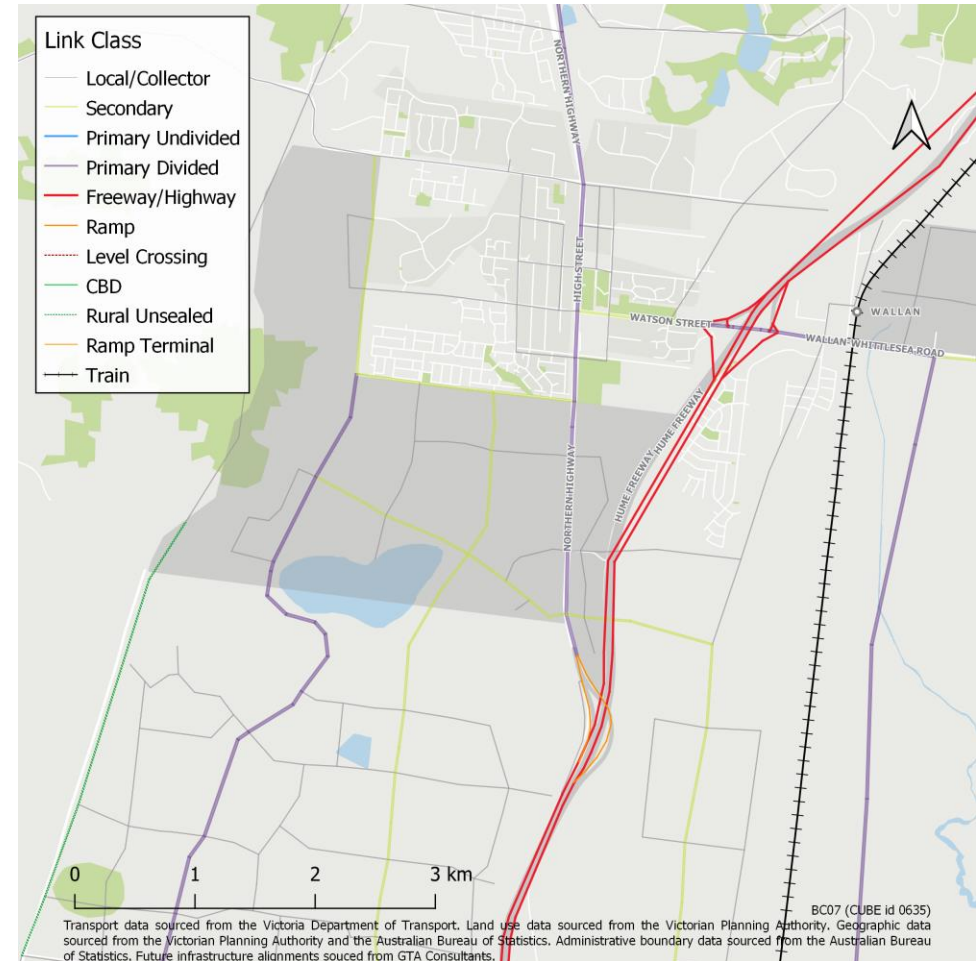 Link Class
Local/Collector
Secondary
Primary Undivided
Primary Divided
Freeway/Highway
Ramp
Level Crossing
CBD
Rural Unsealed
Ramp Terminal
Train
NORTHERN HIGHWAY
HIGH STREET
WATSON STREET
WALLAN
WALLAN-WHITTLESEA ROAD
HUME FREEWAY
HUME FREEWAY
NORTHERN HIGHWAY
0 1 2 3 km
BC07 (CUBE id 0635)
Transport data sourced from the Victoria Department of Transport. Land use data sourced from the Victorian Planning Authority. Geographic data
sourced from the Victorian Planning Authority and the Australian Bureau of Statistics. Administrative boundary data sourced from the Australian Bureau
of Statistics. Future infrastructure alignments souced from GTA Consultants.